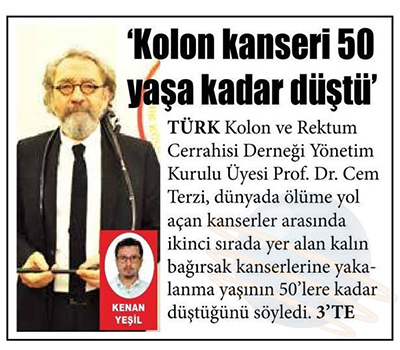 ‘Kolon kanseri 50
yaşa kadar düştü’
TÜRK Kolon ve Rektum
Cerrahisi Derneği Yönetim
Kurulu Üyesi Prof. Dr. Cem
Terzi, dünyada ölüme yol
açan kanserler arasında
ikinci sırada yer alan kalın
bağırsak kanserlerine yaka-
lanma yaşının 50’lere kadar
düştüğünü söyledi. 3’TE
KENAN
YEŞİL